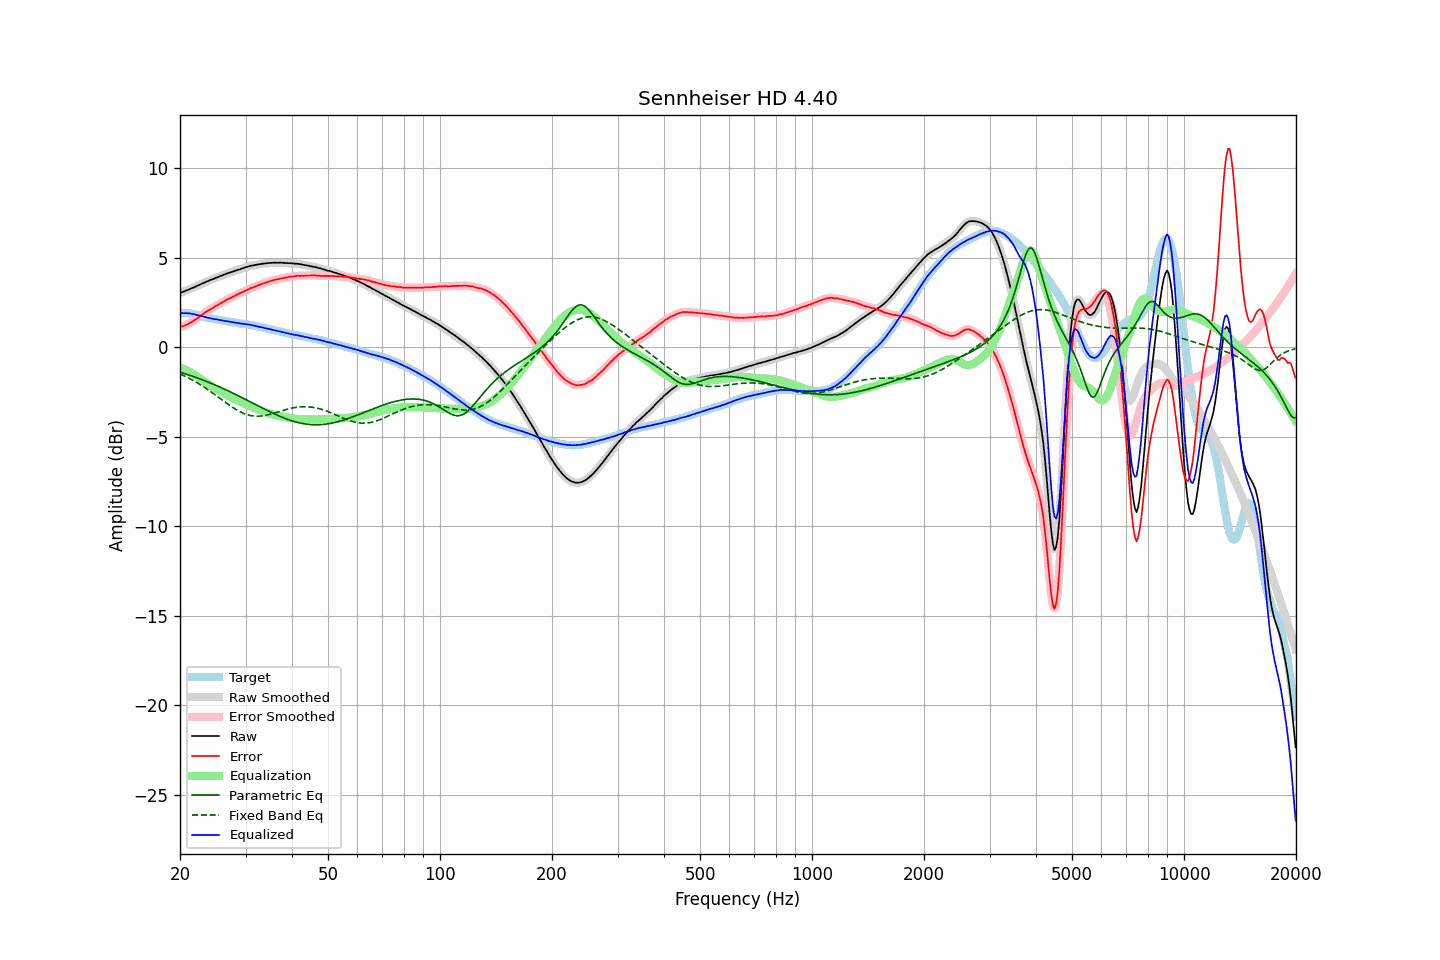 Sennheiser HD 4.40
Amplitude (dBr)
10
5
0
−5
−10
−15
−20
−25
Target
Raw Smoothed
Error Smoothed
Raw
Error
Equalization
Parametric Eq
Fixed Band Eq
Equalized
20 50 100 200 500 1000 2000 5000 10000 20000
Frequency (Hz)